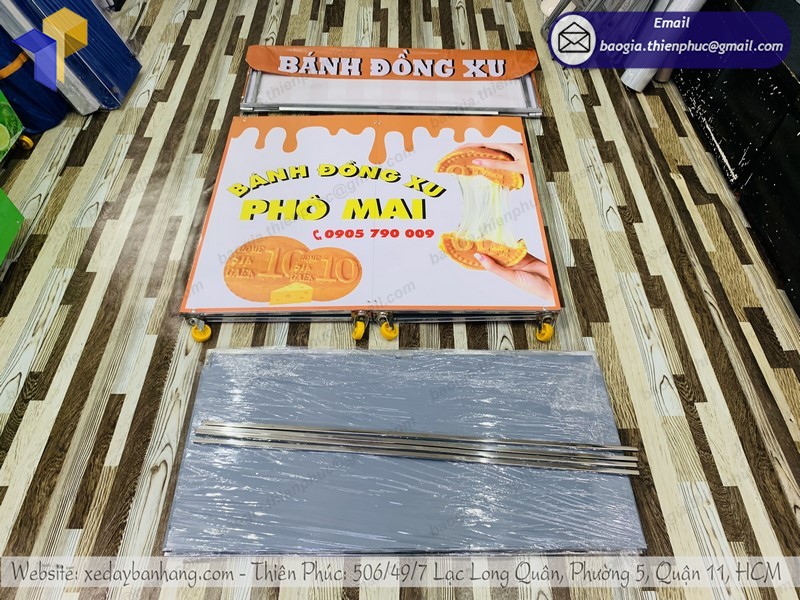 Email
baogia.thienphuc@gmail.com
BÁNH ĐỒNG XU
BÁNH ĐỒNG XU
PHÔ MAI
0905 790 009
10
10
Website: xedaybanhang.com - Thiên Phúc: 506/49/7 Lạc Long Quân, Phường 5, Quận 11, HCM